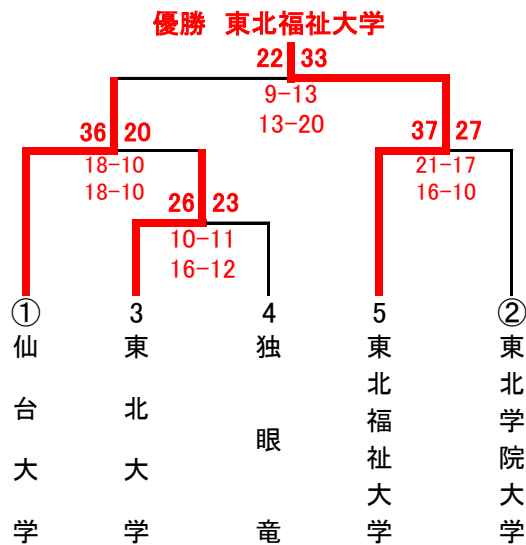 優勝 東北福祉大学
22 33
9-13
13-20
36 20
18-10
18-10
37 27
21-17
16-10
26 23
10-11
16-12
① 仙台大学
3 東北大学
4 独眼竜
5 東北福祉大学
② 東北学院大学